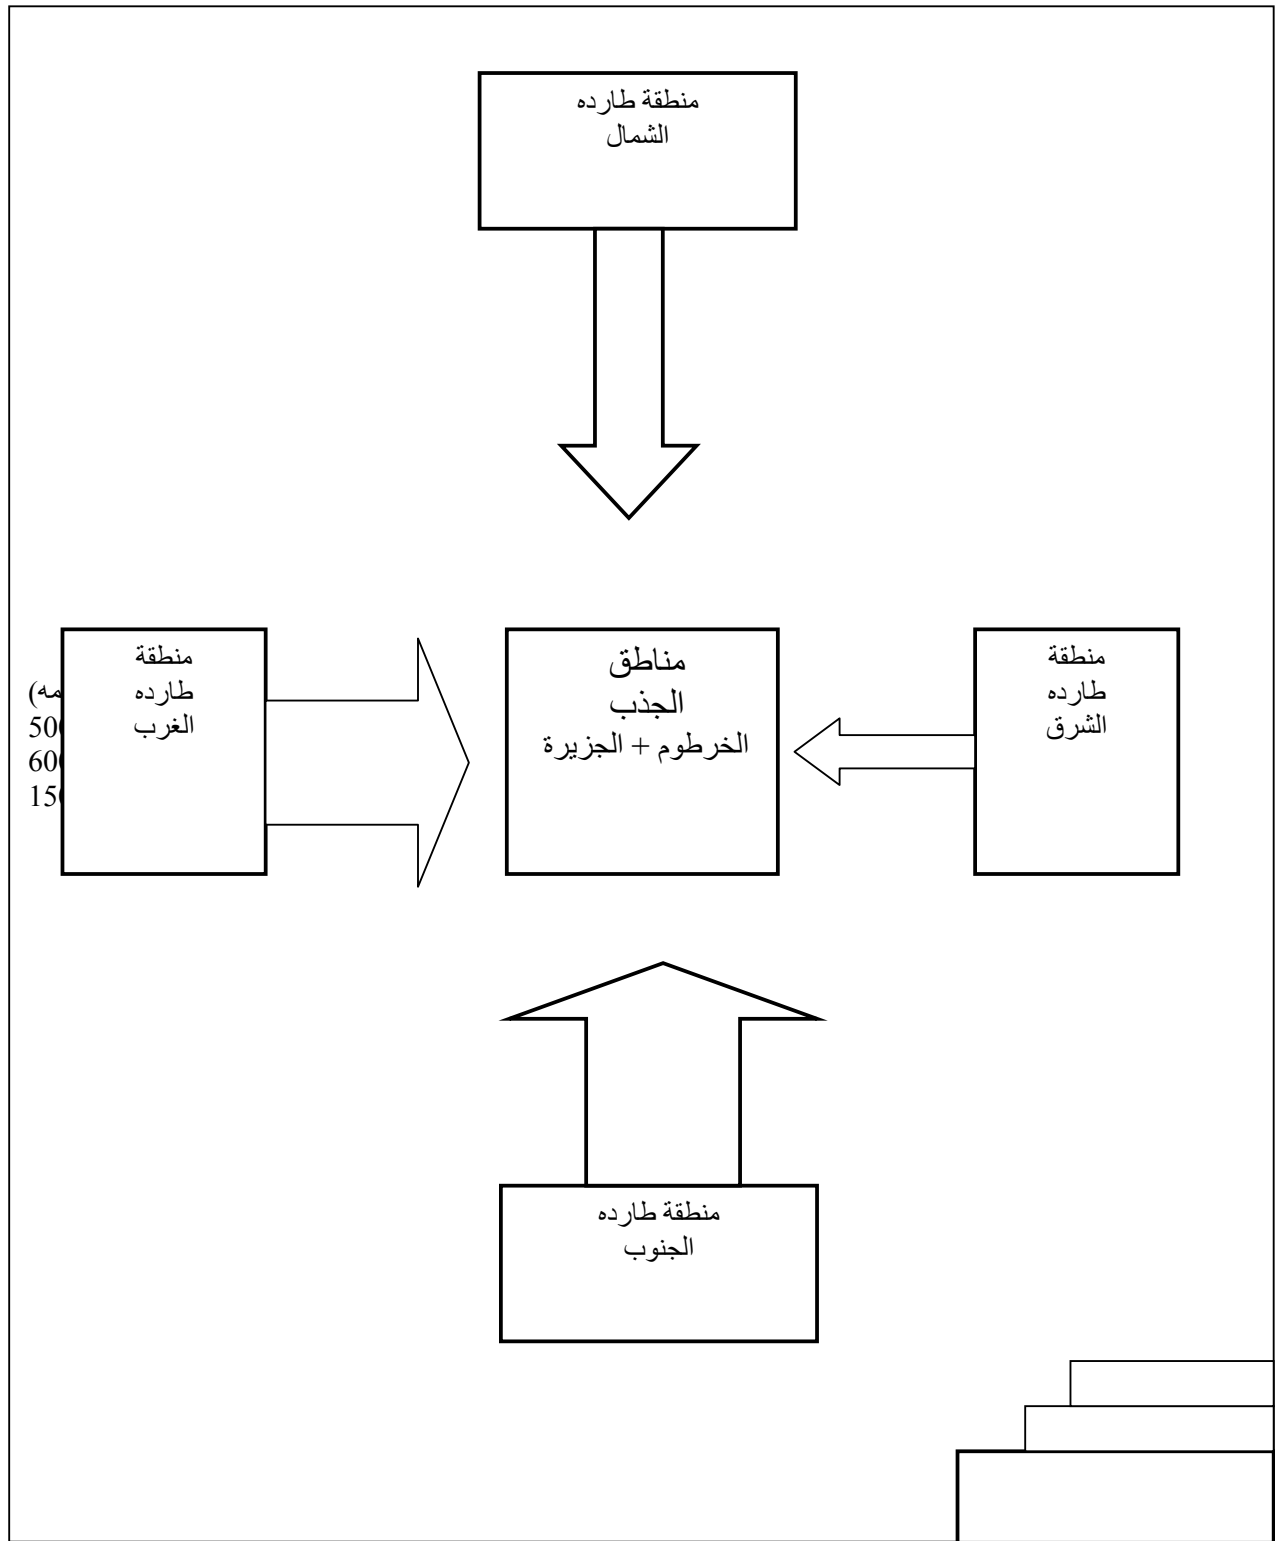 منطقة طارده
الشمال
منطقة
طارده
الشرق
مناطق
الجذب
الخرطوم + الجزيرة
منطقة
طارده
الغرب
منطقة طارده
الجنوب